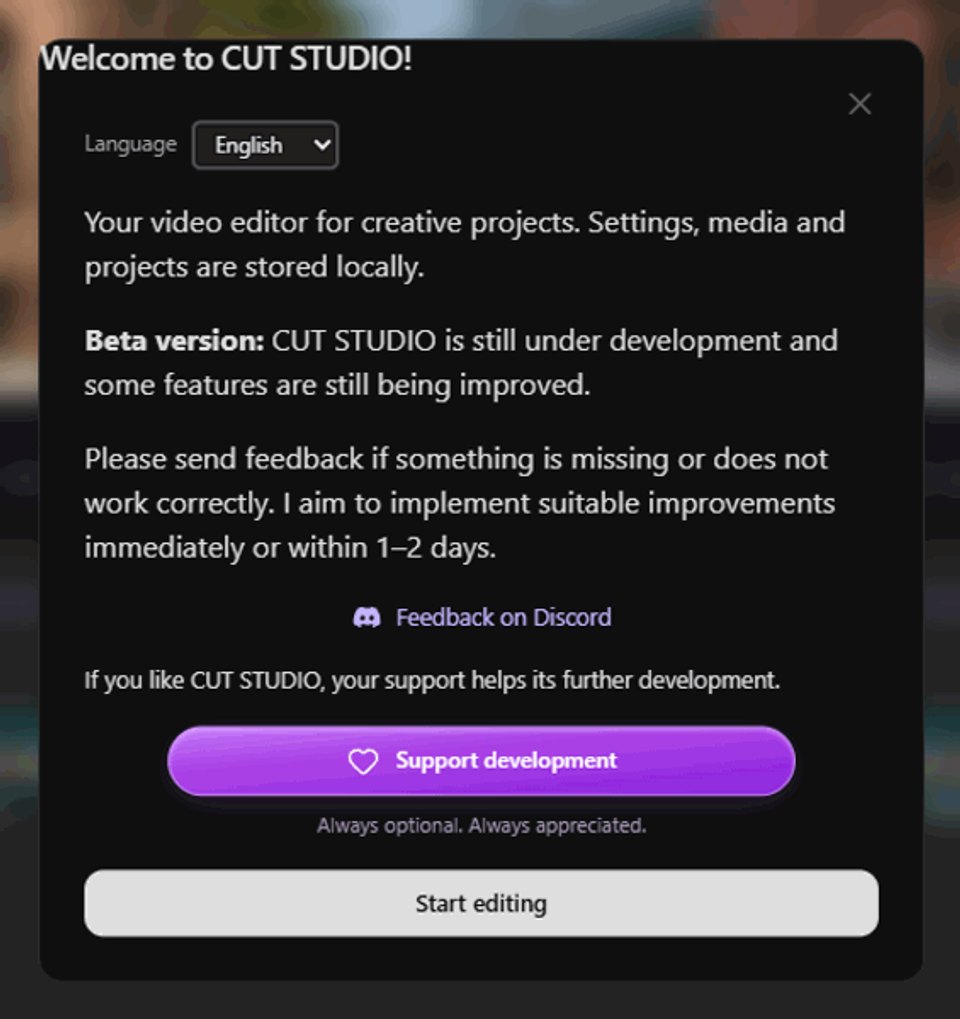 Welcome to CUT STUDIO!
Language English
Your video editor for creative projects. Settings, media and
projects are stored locally.
Beta version: CUT STUDIO is still under development and
some features are still being improved.
Please send feedback if something is missing or does not
work correctly. I aim to implement suitable improvements
immediately or within 1–2 days.
Feedback on Discord
If you like CUT STUDIO, your support helps its further development.
Support development
Always optional. Always appreciated.
Start editing